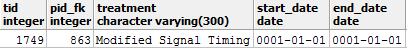 tid pid_fk treatment start_date end_date
integer integer character varying(300) date date
1749 863 Modified Signal Timing 0001-01-01 0001-01-01